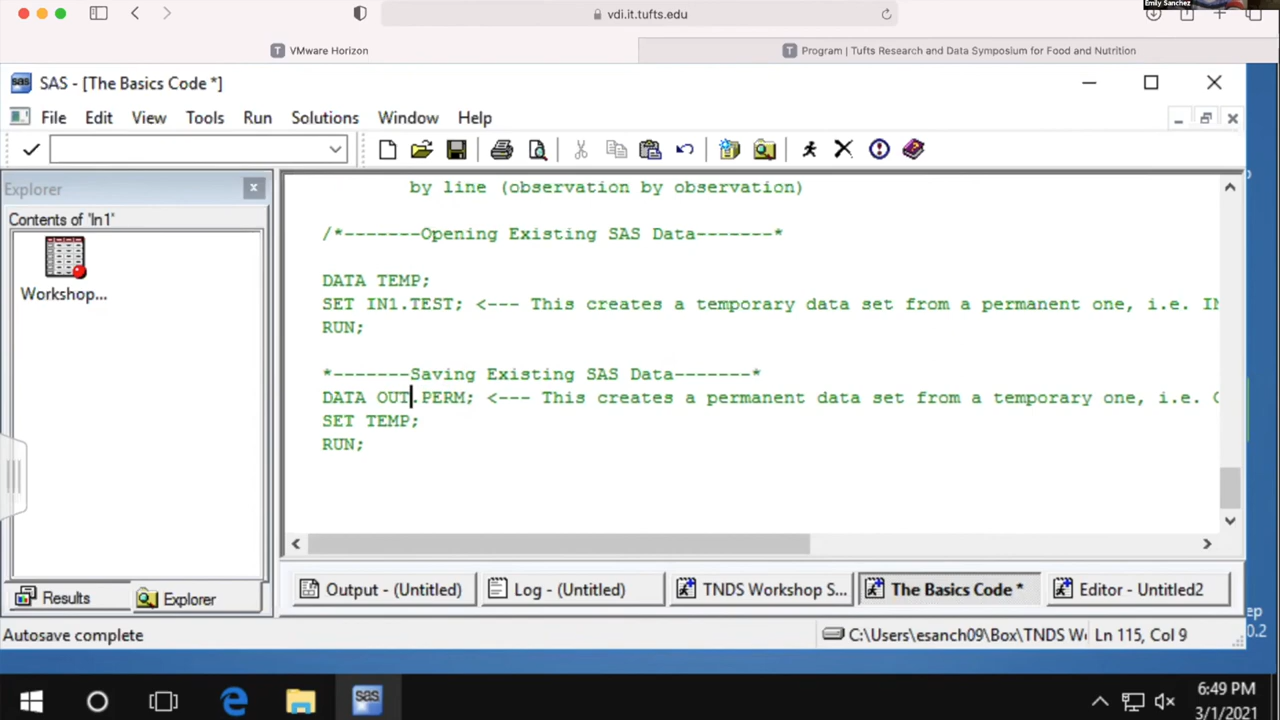 Emily Sanchez
vdi.it.tufts.edu
VMware Horizon
Program | Tufts Research and Data Symposium for Food and Nutrition
SAS - [The Basics Code *]
File Edit View Tools Run Solutions Window Help
Explorer
Contents of 'In1'
Workshop...
by line (observation by observation)
/*-------Opening Existing SAS Data-------*
DATA TEMP;
SET IN1.TEST; <--- This creates a temporary data set from a permanent one, i.e. IN
RUN;
*-------Saving Existing SAS Data-------*
DATA OUT.PERM; <--- This creates a permanent data set from a temporary one, i.e.
SET TEMP;
RUN;
Results
Explorer
Output - (Untitled)
Log - (Untitled)
TNDS Workshop S...
The Basics Code *
Editor - Untitled2
Autosave complete
C:\Users\esanch09\Box\TNDS W
Ln 115, Col 9
ep
0.2
6:49 PM
3/1/2021